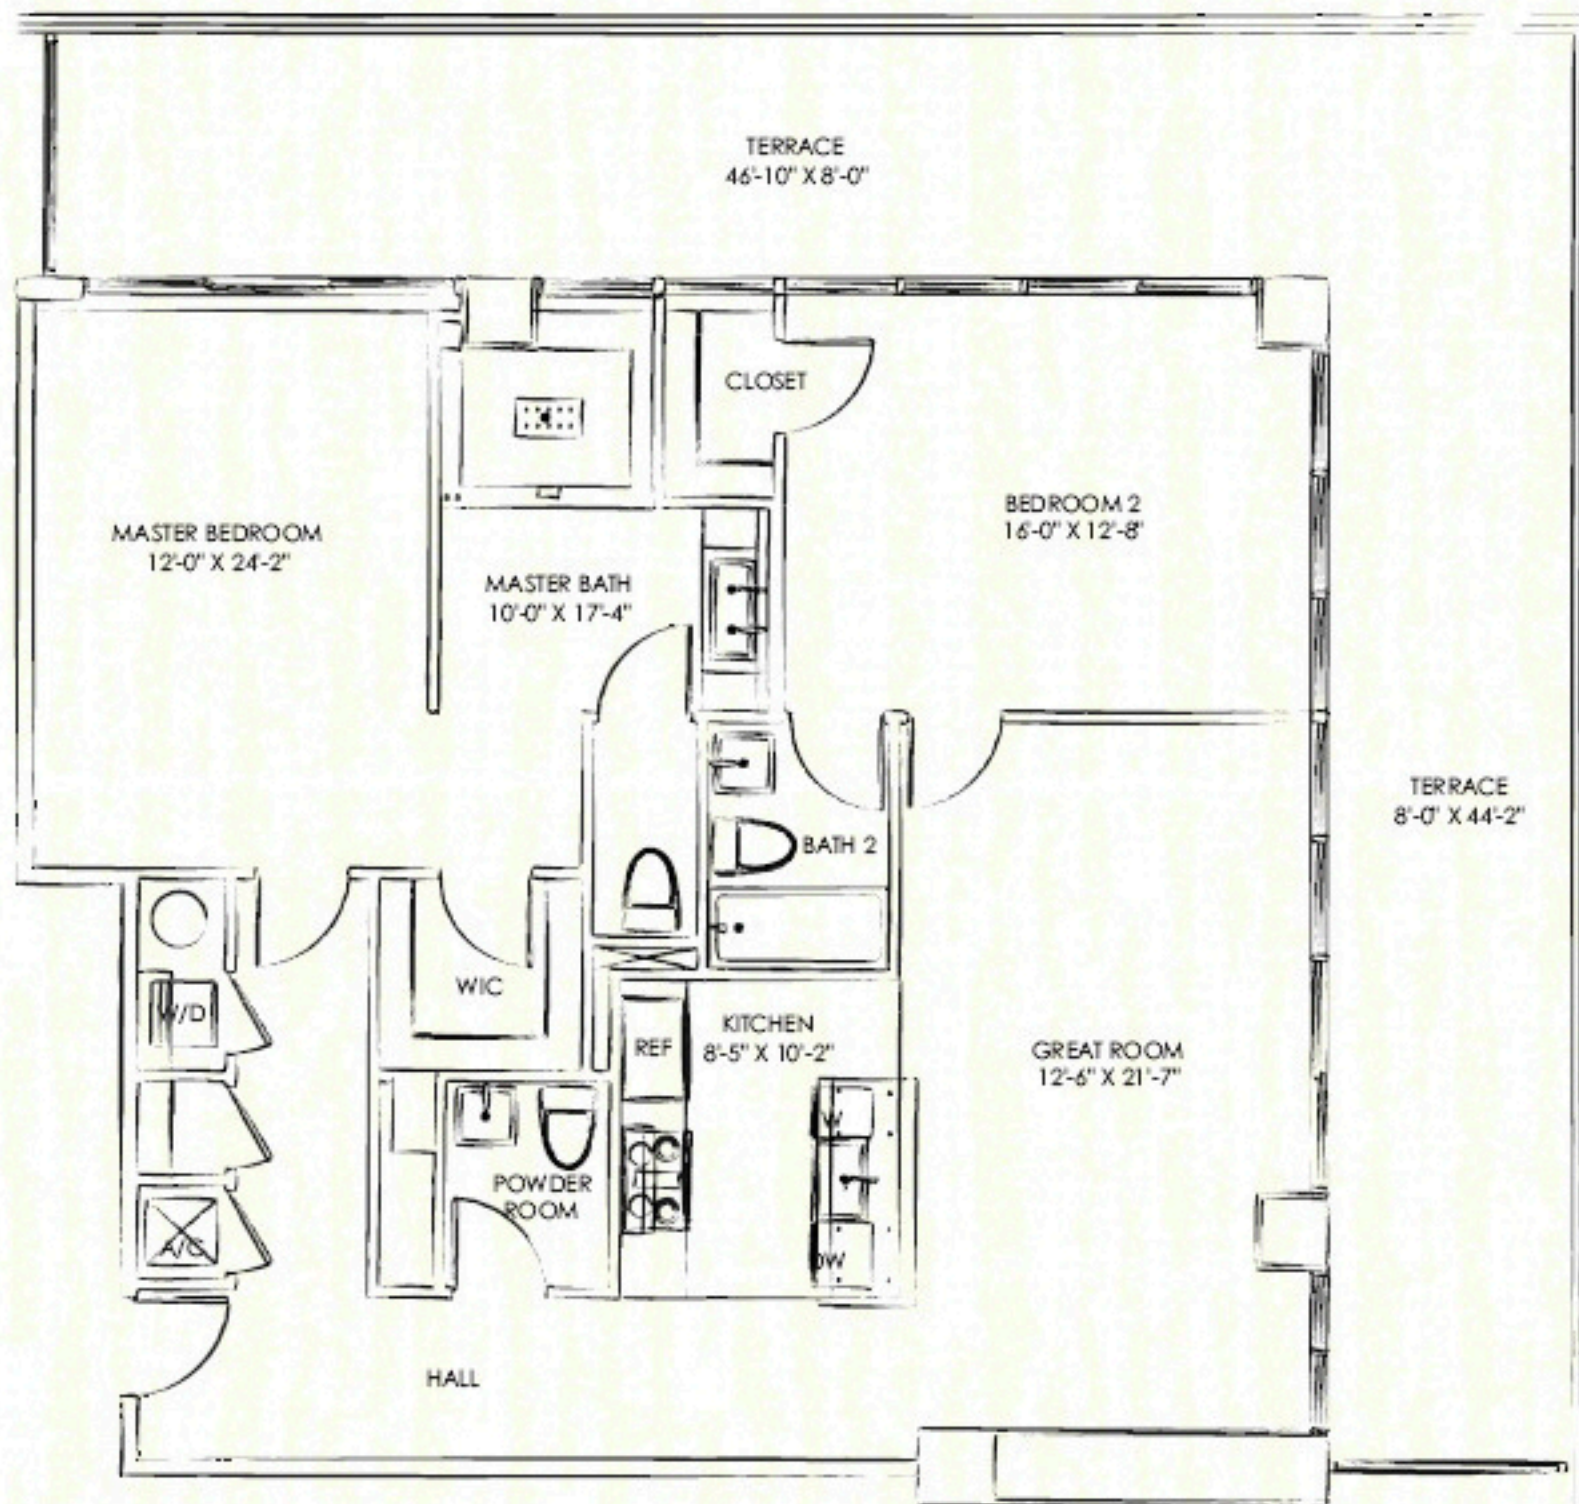 TERRACE
46'-10" X 8'-0"
CLOSET
MASTER BEDROOM
12'-0" X 24'-2"
BEDROOM 2
16'-0" X 12'-8"
MASTER BATH
10'-0" X 17'-4"
TERRACE
8'-0" X 44'-2"
BATH 2
WIC
W/D
KITCHEN
8'-5" X 10'-2"
REF
GREAT ROOM
12'-6" X 21'-7"
W
POWDER
ROOM
A/C
DW
HALL